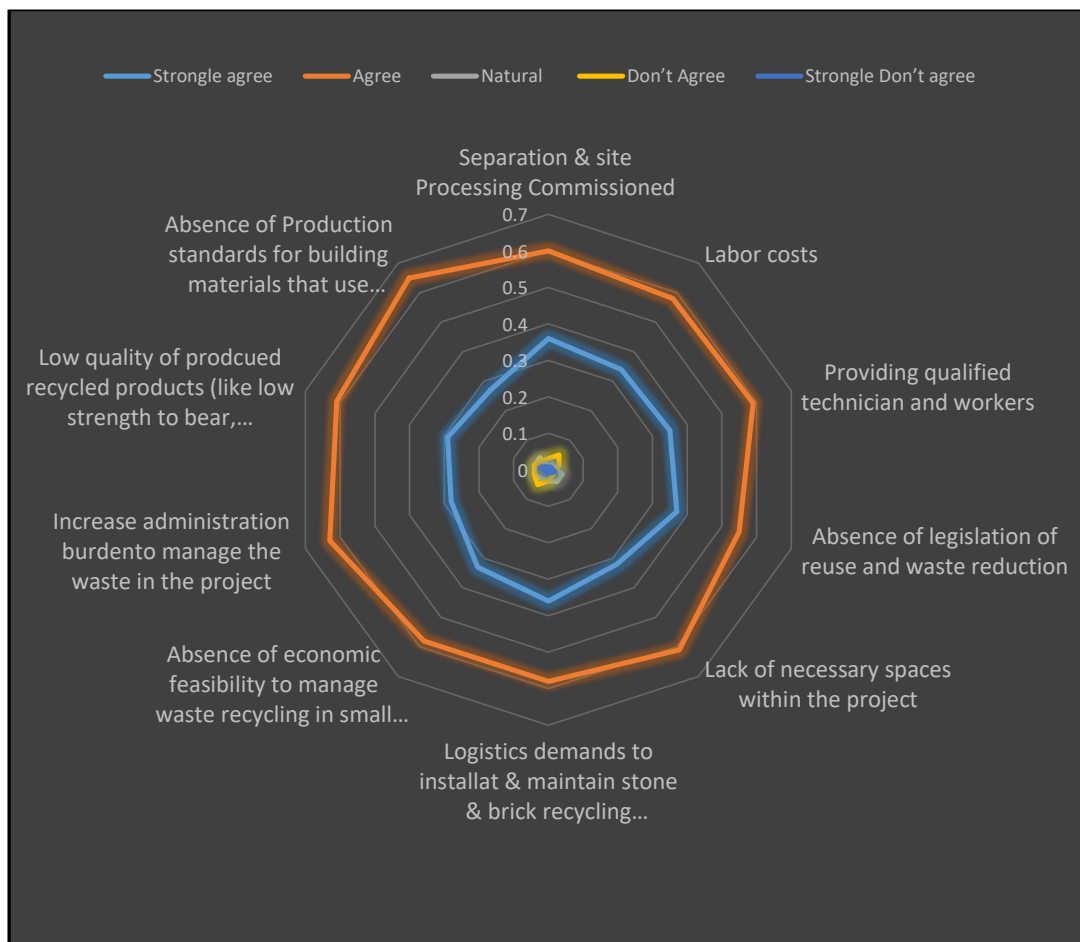 Strongle agree Agree Natural Don't Agree Strongle Don't agree
Separation & site
Processing Commissioned
Labor costs
Providing qualified
technician and workers
Absence of legislation of
reuse and waste reduction
Lack of necessary spaces
within the project
Logistics demands to
installat & maintain stone
& brick recycling...
Absence of economic
feasibility to manage
waste recycling in small...
Increase administration
burdento manage the
waste in the project
Low quality of prodcued
recycled products (like low
strength to bear,...
Absence of Production
standards for building
materials that use...
0.7
0.6
0.5
0.4
0.3
0.2
0.1
0